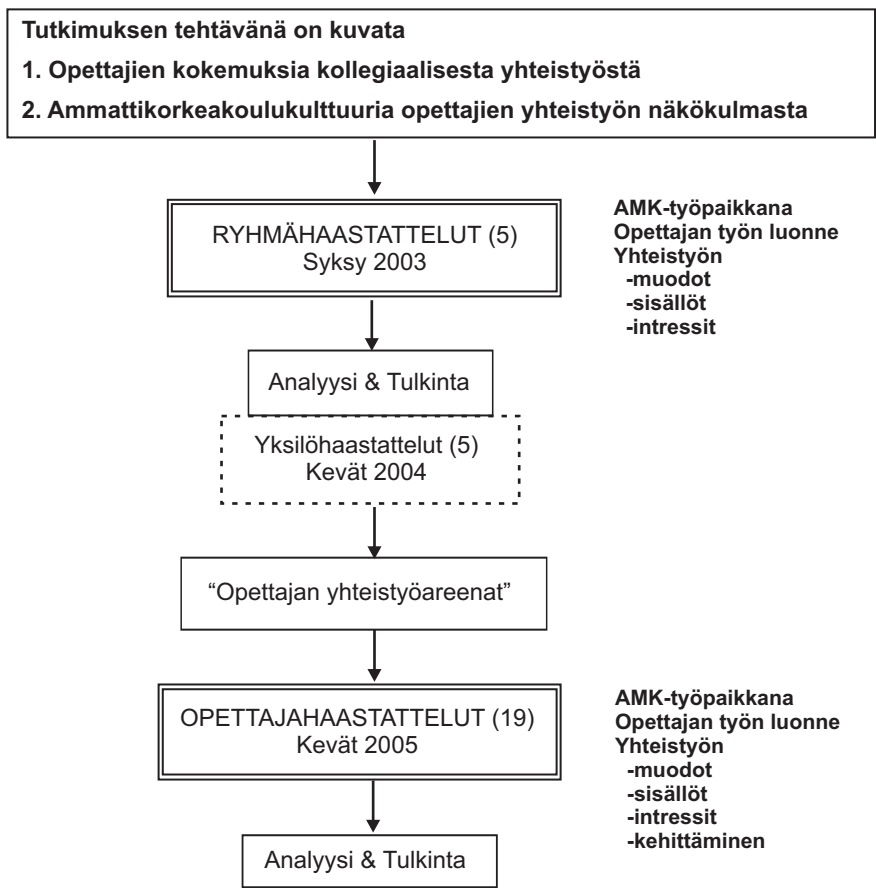 Tutkimuksen tehtävänä on kuvata
1. Opettajien kokemuksia kollegiaalisesta yhteistyöstä
2. Ammattikorkeakoulukulttuuria opettajien yhteistyön näkökulmasta
RYHMÄHAASTATTELUT (5)
Syksy 2003
AMK-työpaikkana
Opettajan työn luonne
Yhteistyön
-muodot
-sisällöt
-intressit
Analyysi & Tulkinta
Yksilöhaastattelut (5)
Kevät 2004
“Opettajan yhteistyöareenat”
OPETTAJAHAASTATTELUT (19)
Kevät 2005
AMK-työpaikkana
Opettajan työn luonne
Yhteistyön
-muodot
-sisällöt
-intressit
-kehittäminen
Analyysi & Tulkinta